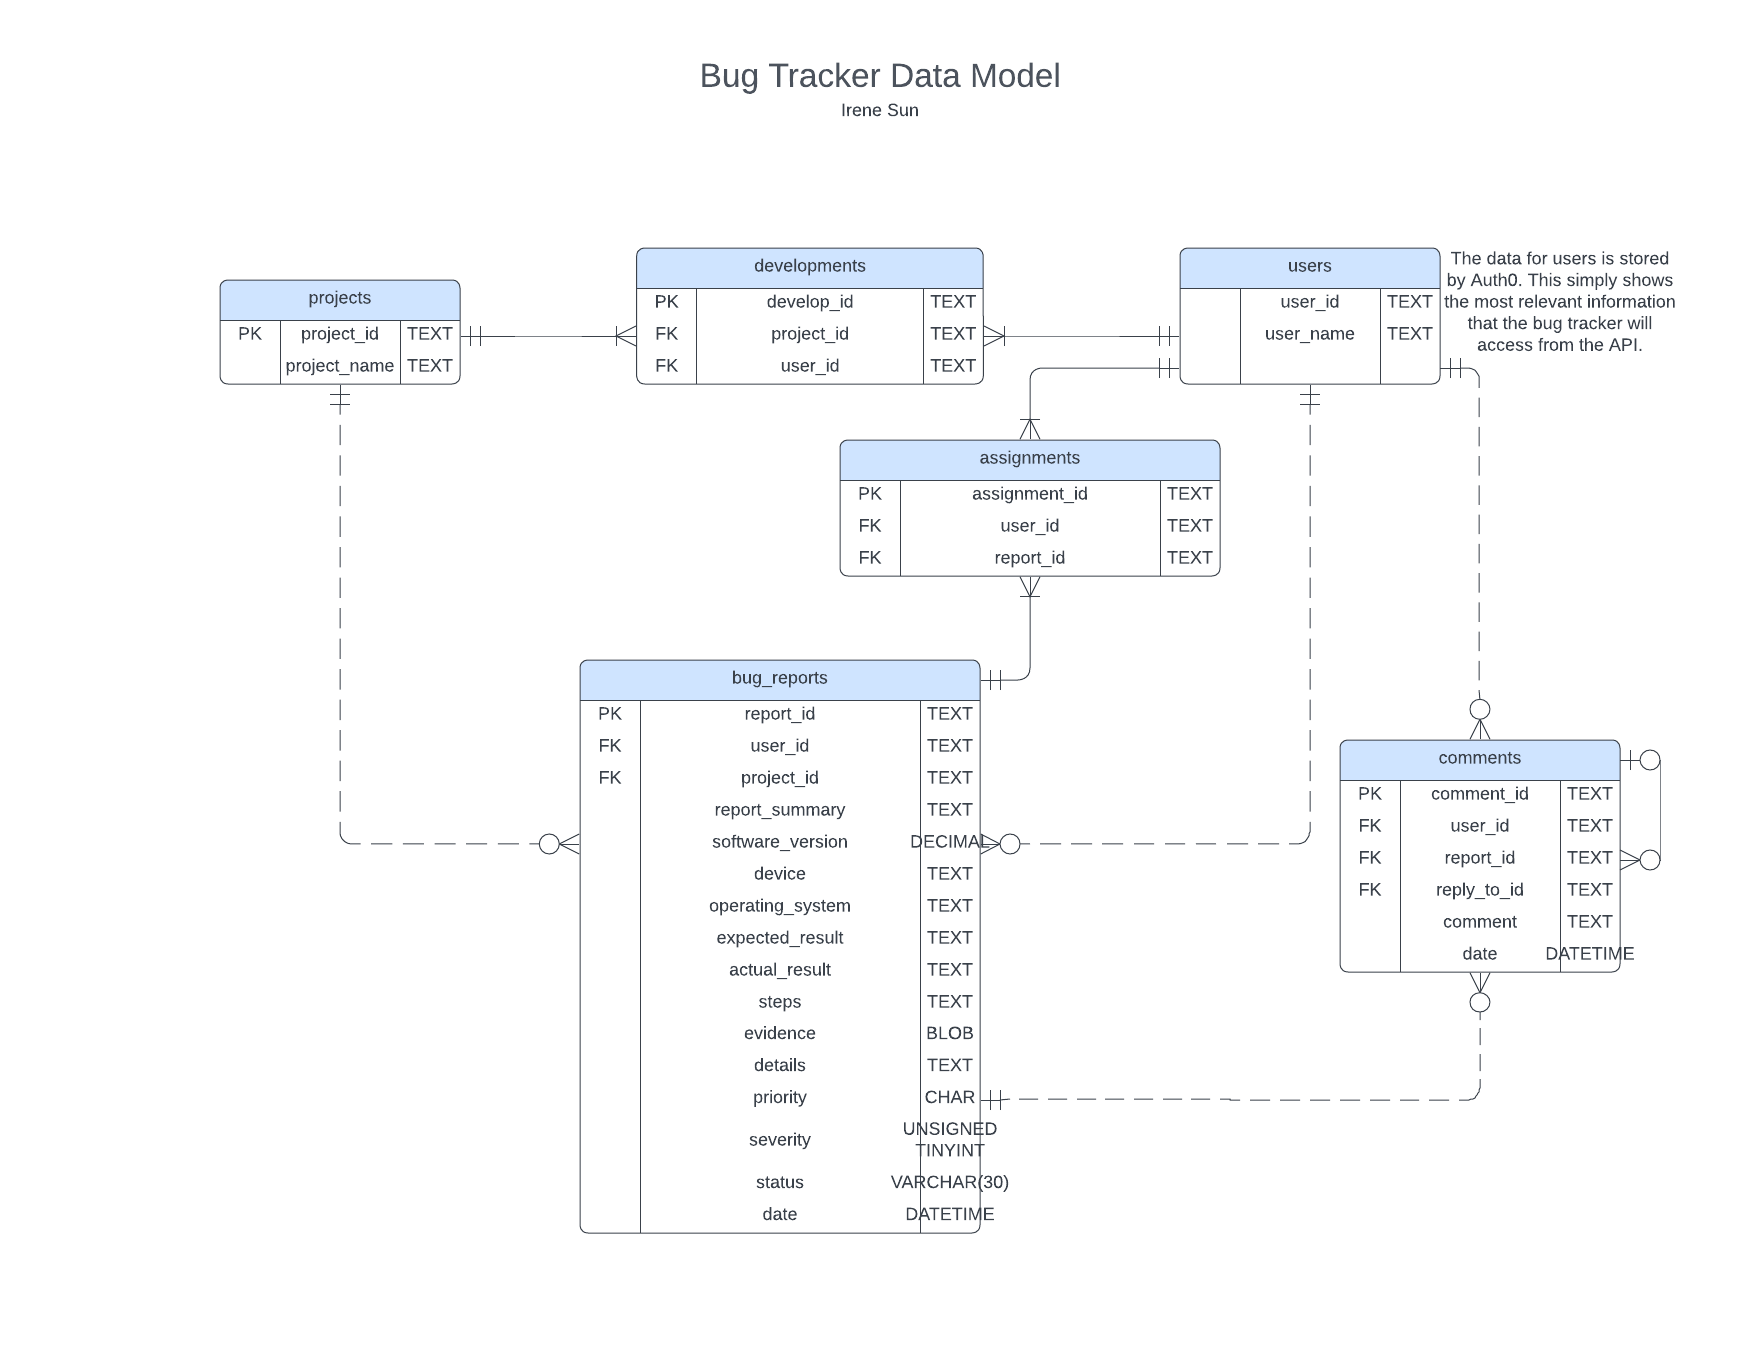 Bug Tracker Data Model
Irene Sun
projects
PK project_id TEXT
project_name TEXT
developments
PK develop_id TEXT
FK project_id TEXT
FK user_id TEXT
users
user_id TEXT
user_name TEXT
The data for users is stored
by Auth0. This simply shows
the most relevant information
that the bug tracker will
access from the API.
assignments
PK assignment_id TEXT
FK user_id TEXT
FK report_id TEXT
bug_reports
PK report_id TEXT
FK user_id TEXT
FK project_id TEXT
report_summary TEXT
software_version DECIMAL
device TEXT
operating_system TEXT
expected_result TEXT
actual_result TEXT
steps TEXT
evidence BLOB
details TEXT
priority CHAR
severity UNSIGNED
TINYINT
status VARCHAR(30)
date DATETIME
comments
PK comment_id TEXT
FK user_id TEXT
FK report_id TEXT
FK reply_to_id TEXT
comment TEXT
date DATETIME